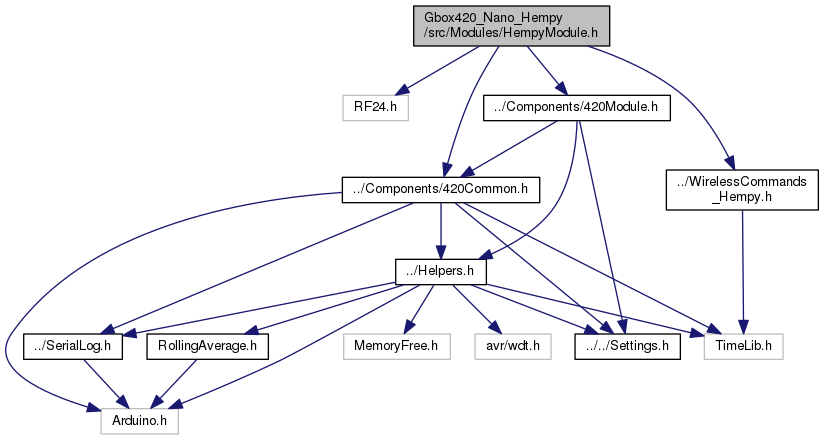 Gbox420_Nano_Hempy
/src/Modules/HempyModule.h
RF24.h
../Components/420Module.h
../Components/420Common.h
../WirelessCommands
_Hempy.h
../Helpers.h
../SerialLog.h
RollingAverage.h
MemoryFree.h
avr/wdt.h
../../Settings.h
TimeLib.h
Arduino.h